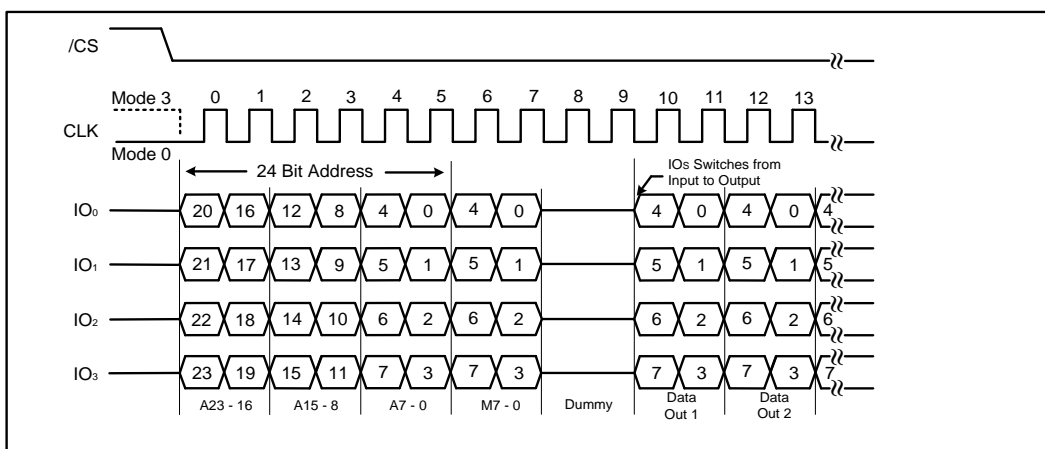 /CS
Mode 3
0 1 2 3 4 5 6 7 8 9 10 11 12 13
CLK
Mode 0
24 Bit Address
IOs Switches from
Input to Output
IO0 20 16 12 8 4 0 4 0 4 0 4 0 4
IO1 21 17 13 9 5 1 5 1 5 1 5 1 5
IO2 22 18 14 10 6 2 6 2 6 2 6 2 6
IO3 23 19 15 11 7 3 7 3 7 3 7 3 7
A23 - 16 A15 - 8 A7 - 0 M7 - 0 Dummy Data Out 1 Data Out 2